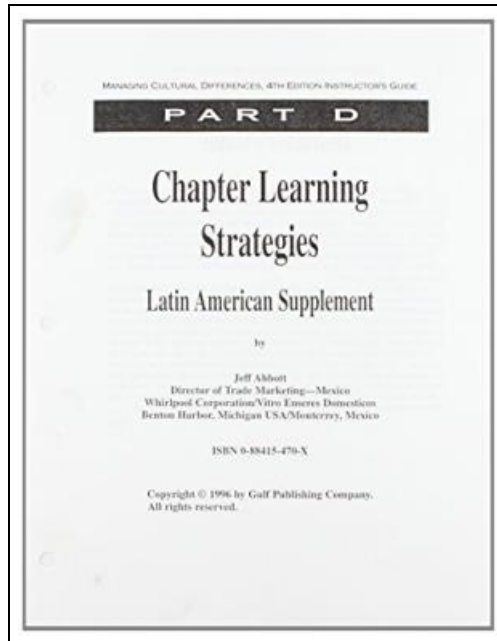 MANAGING CULTURAL DIFFERENCES, 4TH EDITION INSTRUCTOR'S GUIDE
PART D
Chapter Learning
Strategies
Latin American Supplement
by
Jeff Abbott
Director of Trade Marketing—Mexico
Whirlpool Corporation/Vitro Enseres Domesticos
Benton Harbor, Michigan USA/Monterrey, Mexico
ISBN 0-88415-470-X
Copyright © 1996 by Gulf Publishing Company.
All rights reserved.